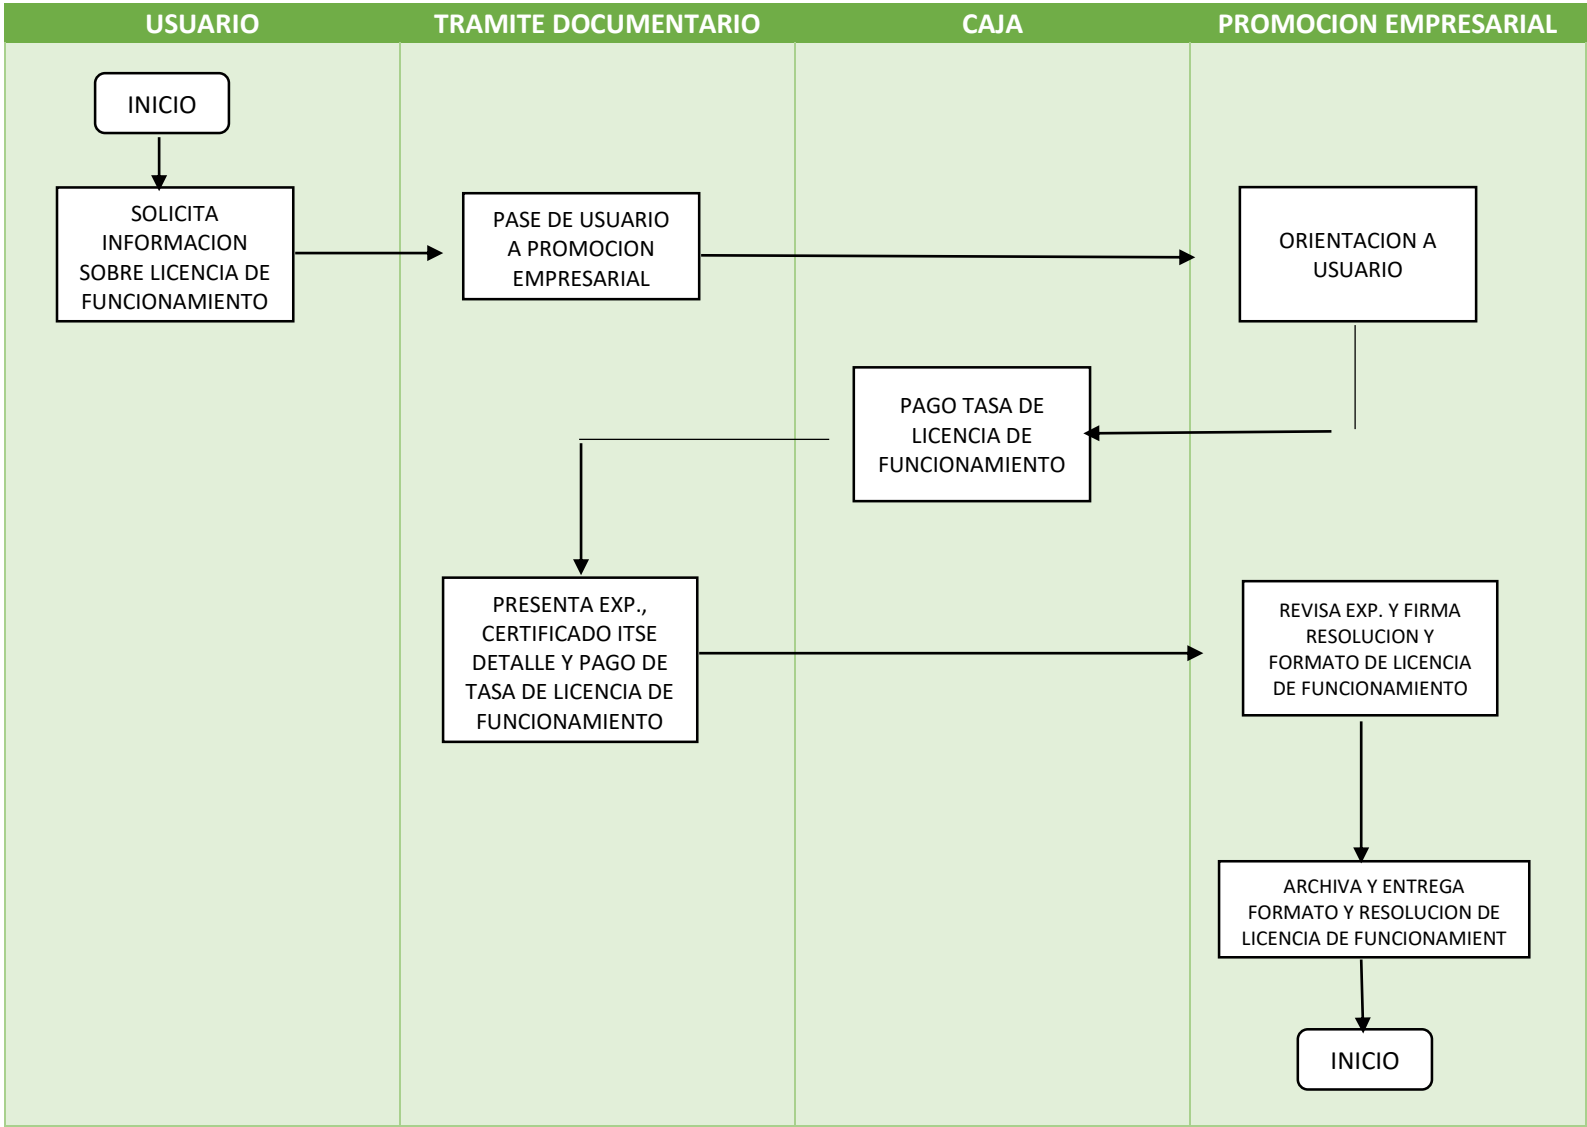 USUARIO
TRAMITE DOCUMENTARIO
CAJA
PROMOCION EMPRESARIAL
INICIO
SOLICITA
INFORMACION
SOBRE LICENCIA DE
FUNCIONAMIENTO
PASE DE USUARIO
A PROMOCION
EMPRESARIAL
ORIENTACION A
USUARIO
PAGO TASA DE
LICENCIA DE
FUNCIONAMIENTO
PRESENTA EXP.,
CERTIFICADO ITSE
DETALLE Y PAGO DE
TASA DE LICENCIA DE
FUNCIONAMIENTO
REVISA EXP. Y FIRMA
RESOLUCION Y
FORMATO DE LICENCIA
DE FUNCIONAMIENTO
ARCHIVA Y ENTREGA
FORMATO Y RESOLUCION DE
LICENCIA DE FUNCIONAMIENT
INICIO